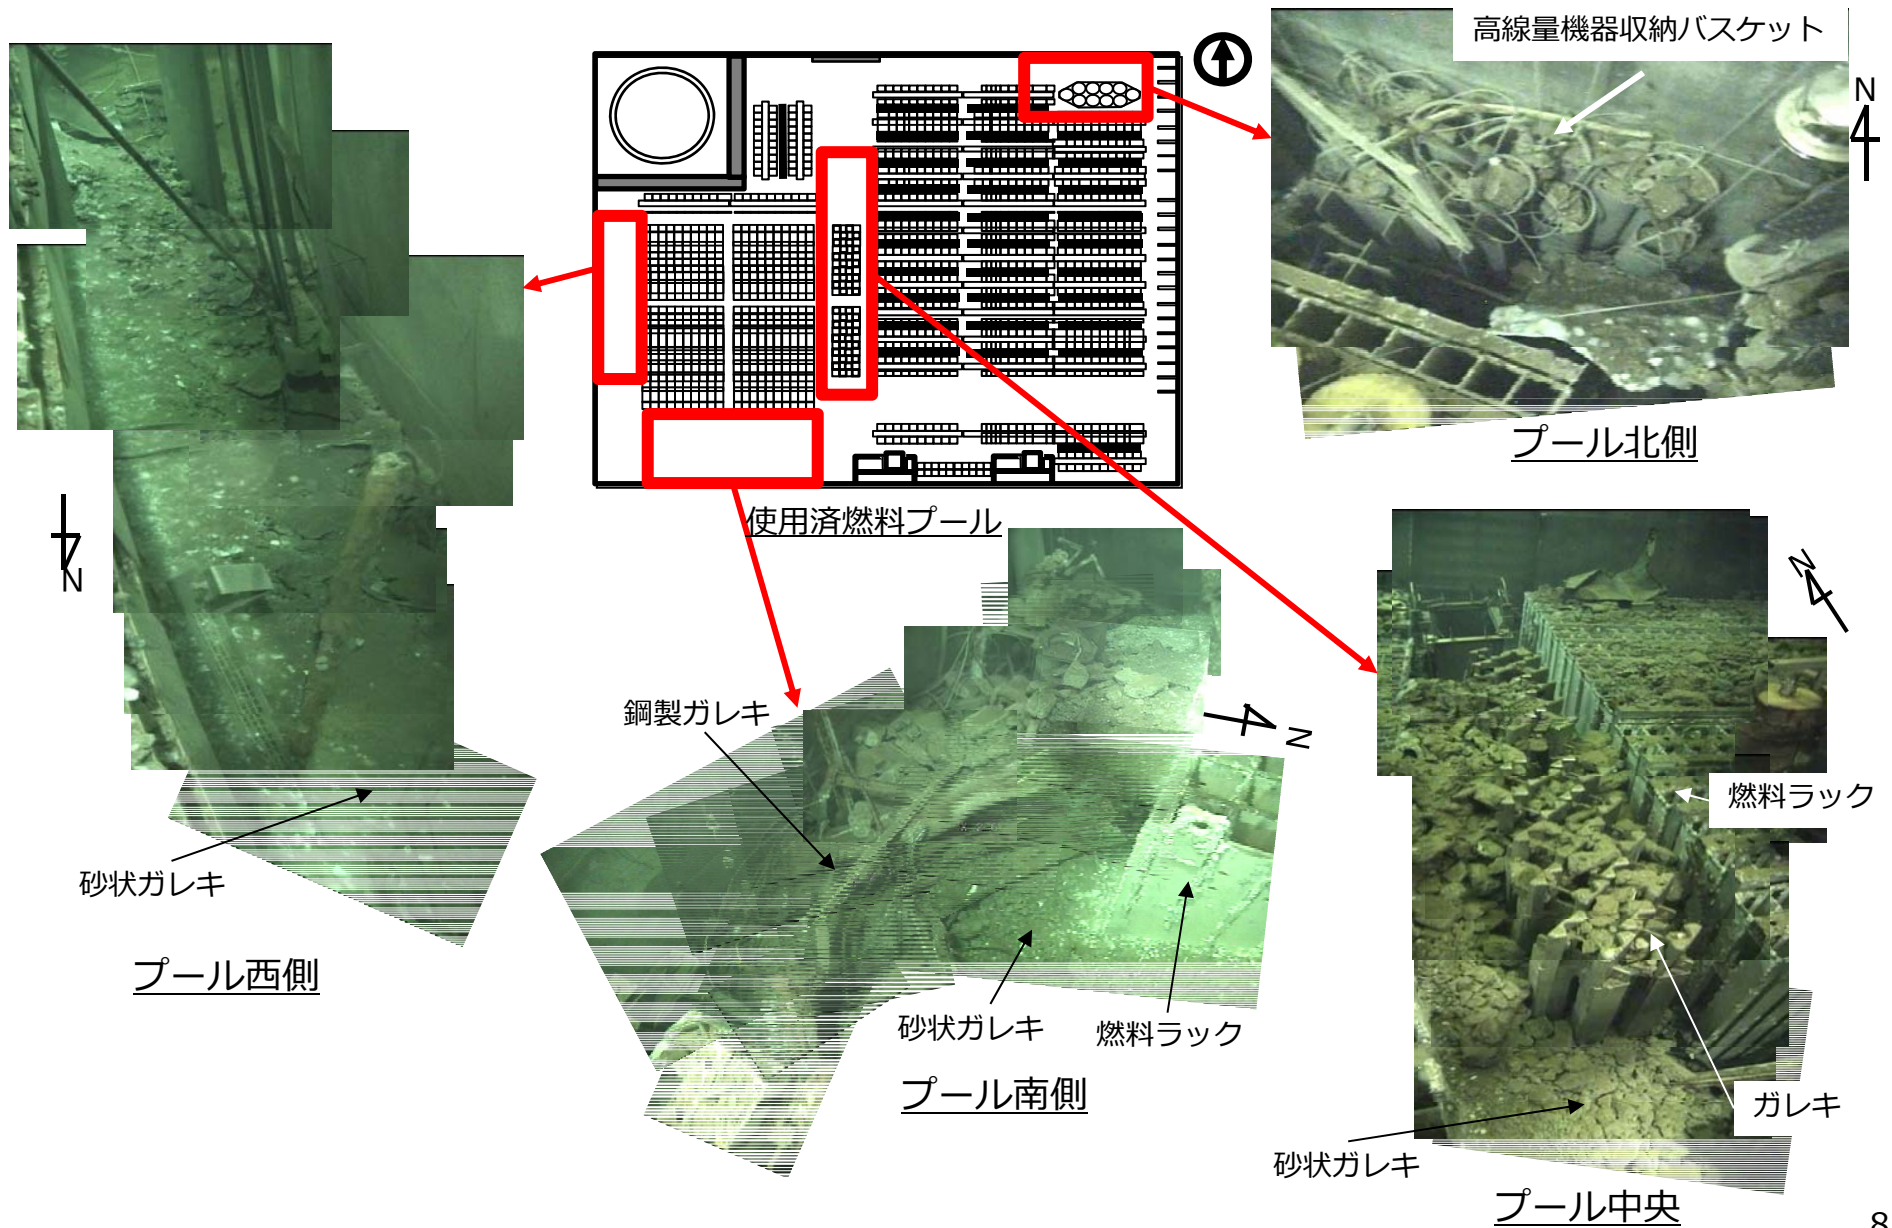 高線量機器収納バスケット
N
プール北側
使用済燃料プール
N
N
鋼製ガレキ
N
燃料ラック
砂状ガレキ
プール西側
砂状ガレキ
燃料ラック
プール南側
ガレキ
砂状ガレキ
プール中央
8